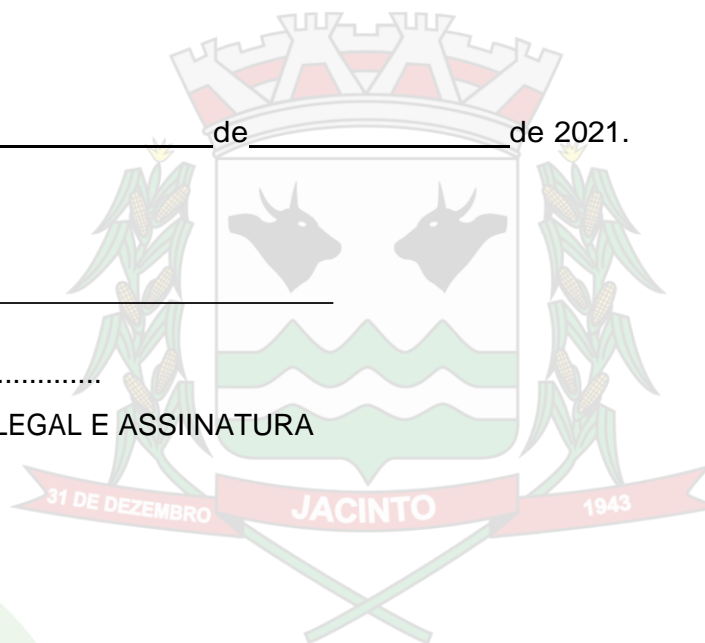 de de 2021.
.............
LEGAL E ASSIINATURA
31 DE DEZEMBRO JACINTO 1943